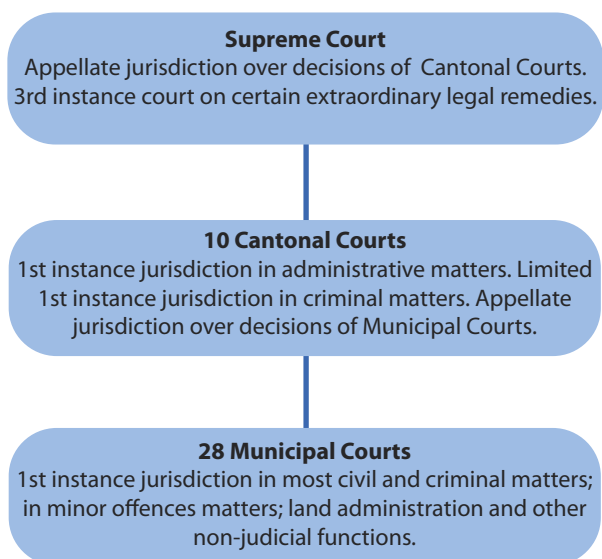 Supreme Court
Appellate jurisdiction over decisions of Cantonal Courts.
3rd instance court on certain extraordinary legal remedies.
10 Cantonal Courts
1st instance jurisdiction in administrative matters. Limited
1st instance jurisdiction in criminal matters. Appellate
jurisdiction over decisions of Municipal Courts.
28 Municipal Courts
1st instance jurisdiction in most civil and criminal matters;
in minor offences matters; land administration and other
non-judicial functions.